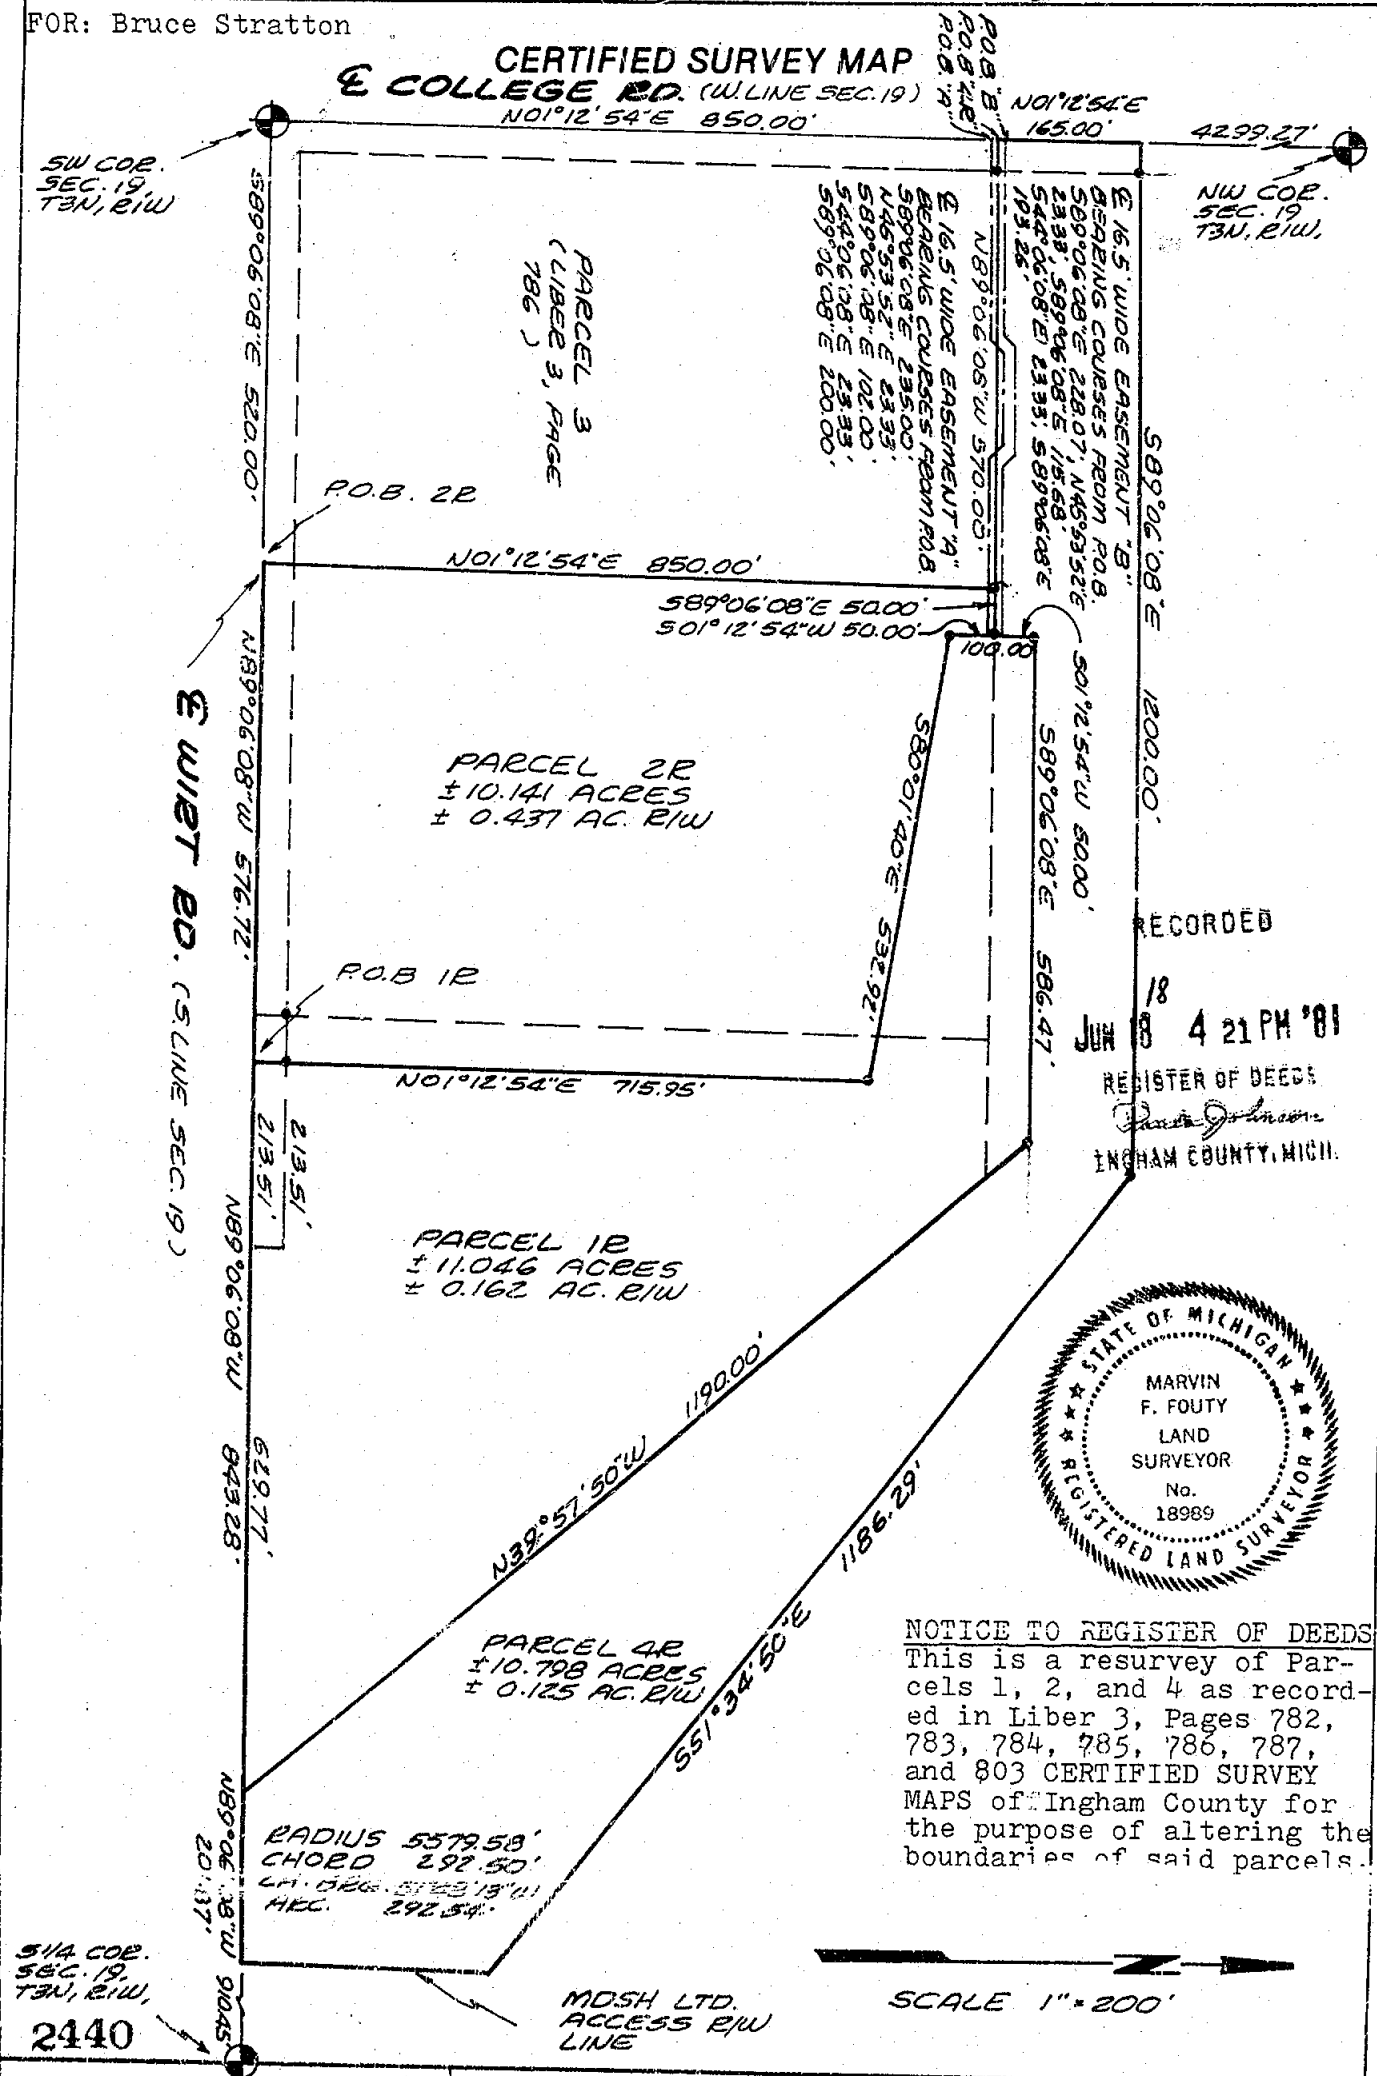 FOR: Bruce Stratton
CERTIFIED SURVEY MAP
℄ COLLEGE RD. (W. LINE SEC. 19)
N01°12'54"E 850.00'
P.O.B. "B"
P.O.B. 4R
P.O.B. "A"
N01°12'54"E
165.00'
4299.27'
SW COR.
SEC. 19,
T3N, R1W
NW COR.
SEC. 19
T3N, R1W,
S89°06'08"E 520.00'
PARCEL 3
(LIBER 3, PAGE
786)
℄ 16.5' WIDE EASEMENT "A"
BEARING COURSES FROM P.O.B.
S89°06'08"E 235.00'
N45°53'52"E 23.33'
S89°06'08"E 102.00'
S44°06'08"E 23.33'
S89°06'08"E 200.00'
N89°06'08"W 570.00'
℄ 16.5' WIDE EASEMENT "B"
BEARING COURSES FROM P.O.B.
S89°06'08"E 228.07', N45°53'52"E
23.33', S89°06'08"E 115.68'
S44°06'08"E 23.33', S89°06'08"E
193.26'
S89°06'08"E 1200.00'
P.O.B. 2R
N01°12'54"E 850.00'
S89°06'08"E 50.00'
S01°12'54"W 50.00'
100.00'
S01°12'54"W 50.00'
N89°06'08"W 576.72'
℄ WIRT RD. (S. LINE SEC. 19)
PARCEL 2R
±10.141 ACRES
± 0.437 AC. R/W
S80°01'40"E 532.92'
S89°06'08"E 586.47'
RECORDED
18
JUN 18 4 21 PM '81
REGISTER OF DEEDS
INGHAM COUNTY, MICH.
P.O.B 1R
N01°12'54"E 715.95'
213.51'
213.51'
PARCEL 1R
± 11.046 ACRES
± 0.162 AC. R/W
N89°06'08"W 843.28'
629.77'
N39°57'50"W 1190.00'
S51°34'50"E 1186.29'
STATE OF MICHIGAN
MARVIN
F. FOUTY
LAND
SURVEYOR
No.
18989
REGISTERED LAND SURVEYOR
PARCEL 4R
±10.798 ACRES
± 0.125 AC. R/W
NOTICE TO REGISTER OF DEEDS
This is a resurvey of Par-
cels 1, 2, and 4 as record-
ed in Liber 3, Pages 782,
783, 784, 785, 786, 787,
and 803 CERTIFIED SURVEY
MAPS of Ingham County for
the purpose of altering the
boundaries of said parcels.
RADIUS 5579.58'
CHORD 292.50'
CH. BRG.
ARC. 292.54'
N89°06'08"W
201.87'
S1/4 COR.
SEC. 19,
T3N, R1W,
910.45'
MDSH LTD.
ACCESS R/W
LINE
N
SCALE 1"=200'
2440